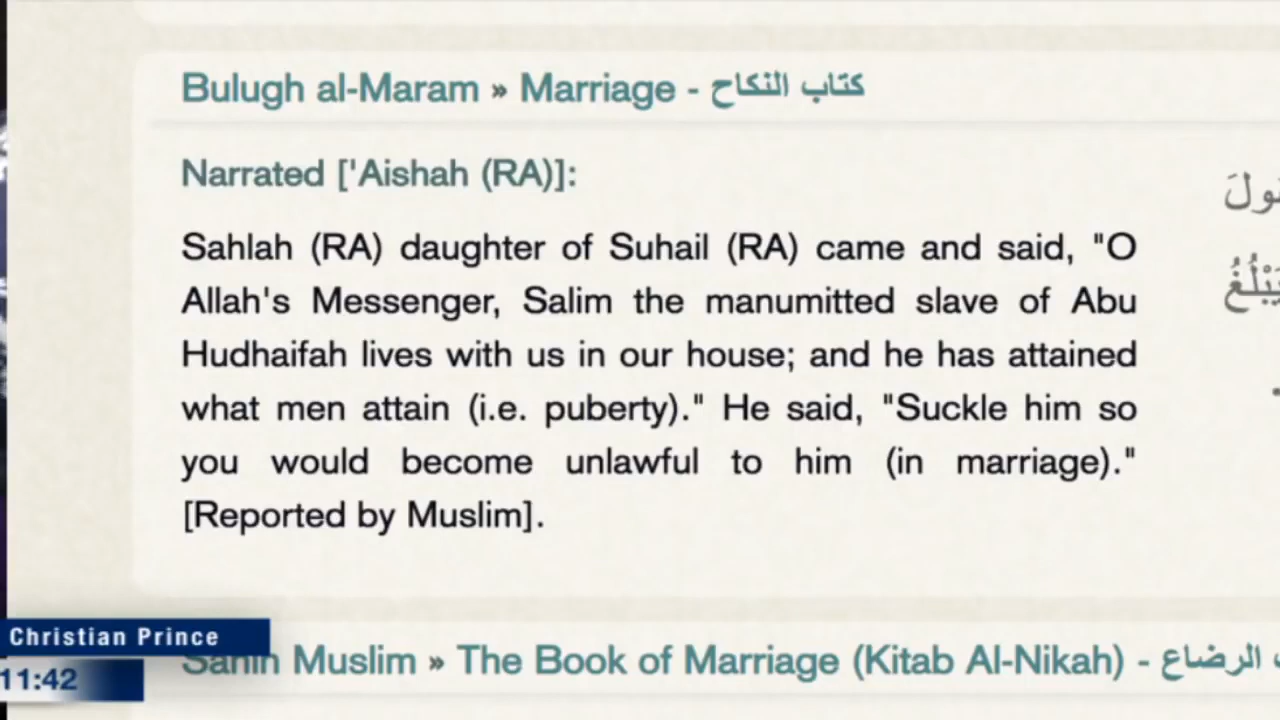 Bulugh al-Maram » Marriage - كتاب النكاح
Narrated ['Aishah (RA)]:
Sahlah (RA) daughter of Suhail (RA) came and said, "O
Allah's Messenger, Salim the manumitted slave of Abu
Hudhaifah lives with us in our house; and he has attained
what men attain (i.e. puberty)." He said, "Suckle him so
you would become unlawful to him (in marriage)."
[Reported by Muslim].
Christian Prince
11:42
Sahih Muslim » The Book of Marriage (Kitab Al-Nikah) - الرضاع